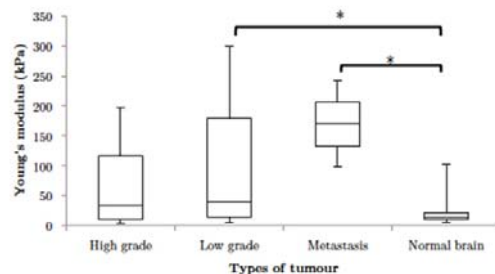 *
*
Young's modulus (kPa)
350
300
250
200
150
100
50
0
High grade
Low grade
Metastasis
Normal brain
Types of tumour